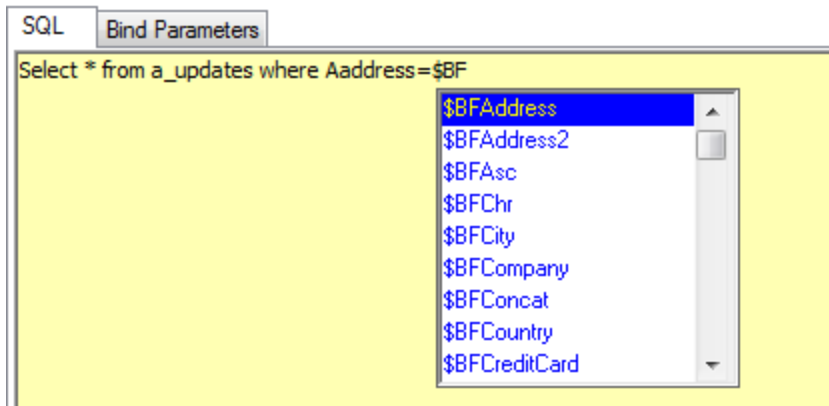 SQL
Bind Parameters
Select * from a_updates where Aaddress=$BF
$BFAddress
$BFAddress2
$BFAsc
$BFChr
$BFCity
$BFCompany
$BFConcat
$BFCountry
$BFCreditCard